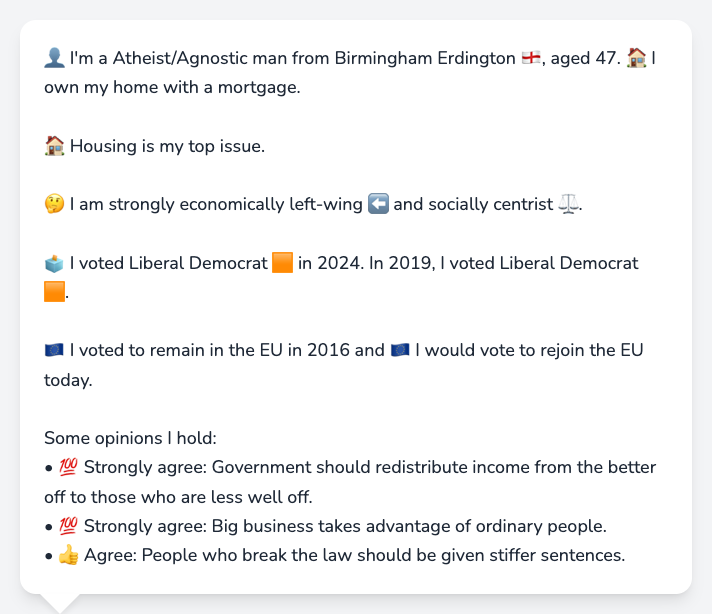 👤 I'm a Atheist/Agnostic man from Birmingham Erdington 🏴󠁧󠁢󠁥󠁮󠁧󠁿, aged 47. 🏠 I
own my home with a mortgage.
🏠 Housing is my top issue.
🤔 I am strongly economically left-wing ⬅️ and socially centrist ⚖️.
🗳️ I voted Liberal Democrat 🟧 in 2024. In 2019, I voted Liberal Democrat
🟧.
🇪🇺 I voted to remain in the EU in 2016 and 🇪🇺 I would vote to rejoin the EU
today.
Some opinions I hold:
• 💯 Strongly agree: Government should redistribute income from the better
off to those who are less well off.
• 💯 Strongly agree: Big business takes advantage of ordinary people.
• 👍 Agree: People who break the law should be given stiffer sentences.